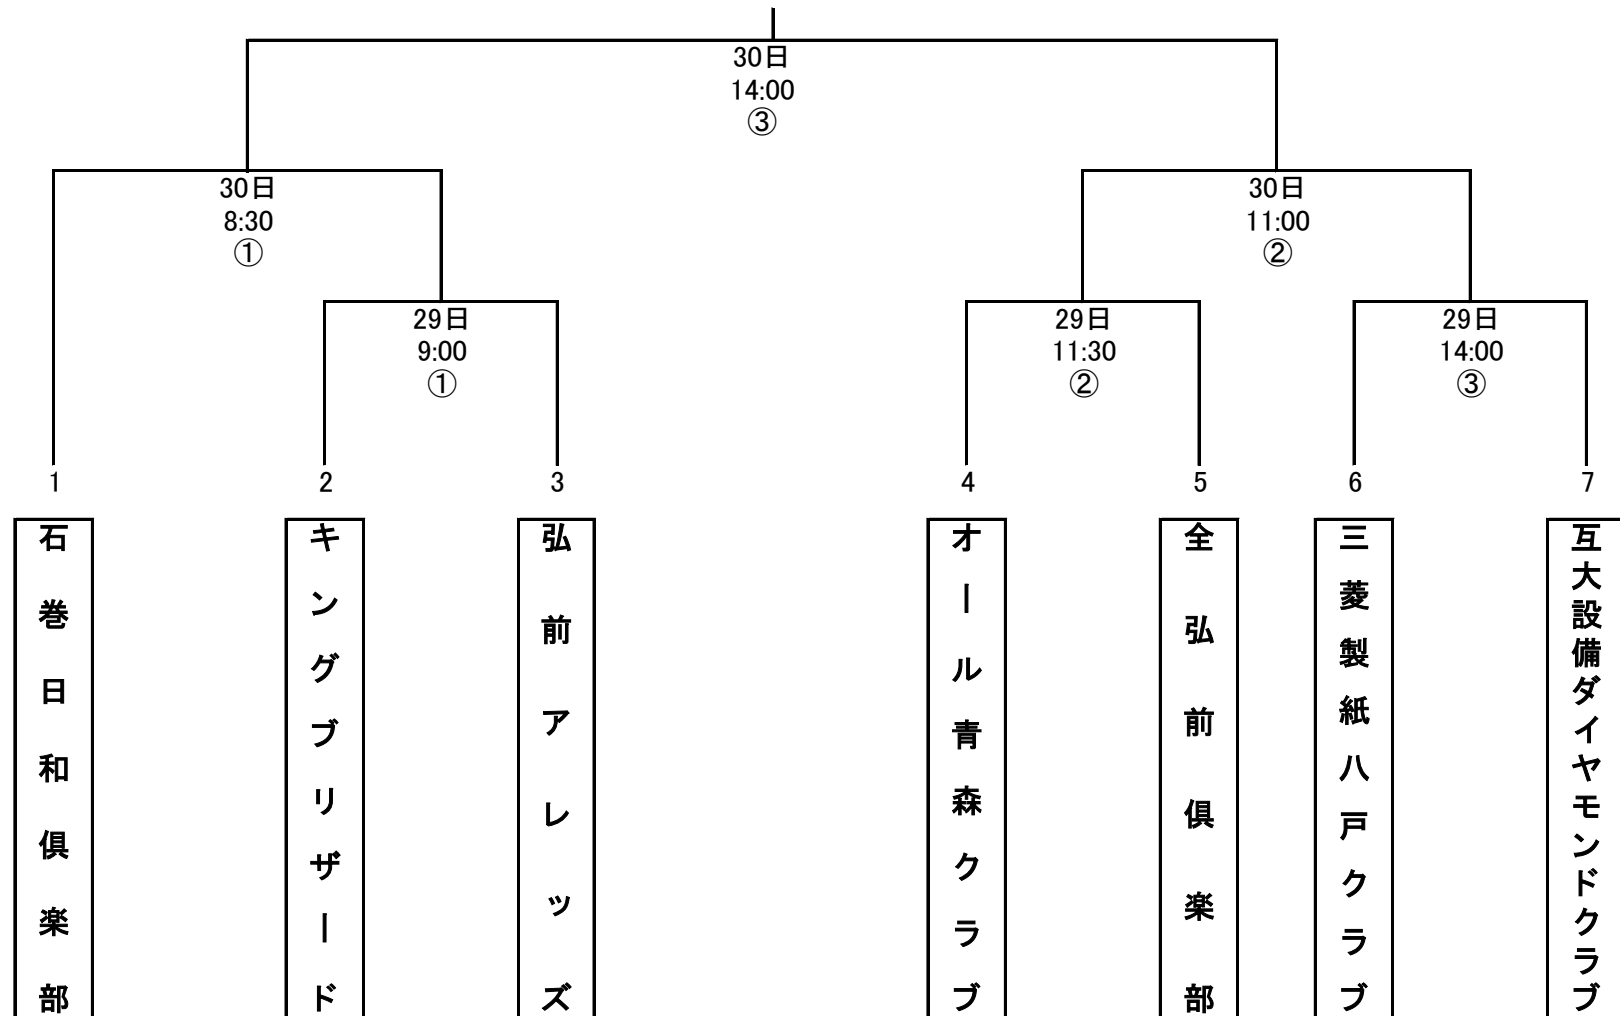 30日
14:00
③
30日
8:30
①
30日
11:00
②
29日
9:00
①
29日
11:30
②
29日
14:00
③
1
2
3
4
5
6
7
石巻日和倶楽部
キングブリザード
弘前アレッズ
オール青森クラブ
全弘前倶楽部
三菱製紙八戸クラブ
互大設備ダイヤモンドクラブ